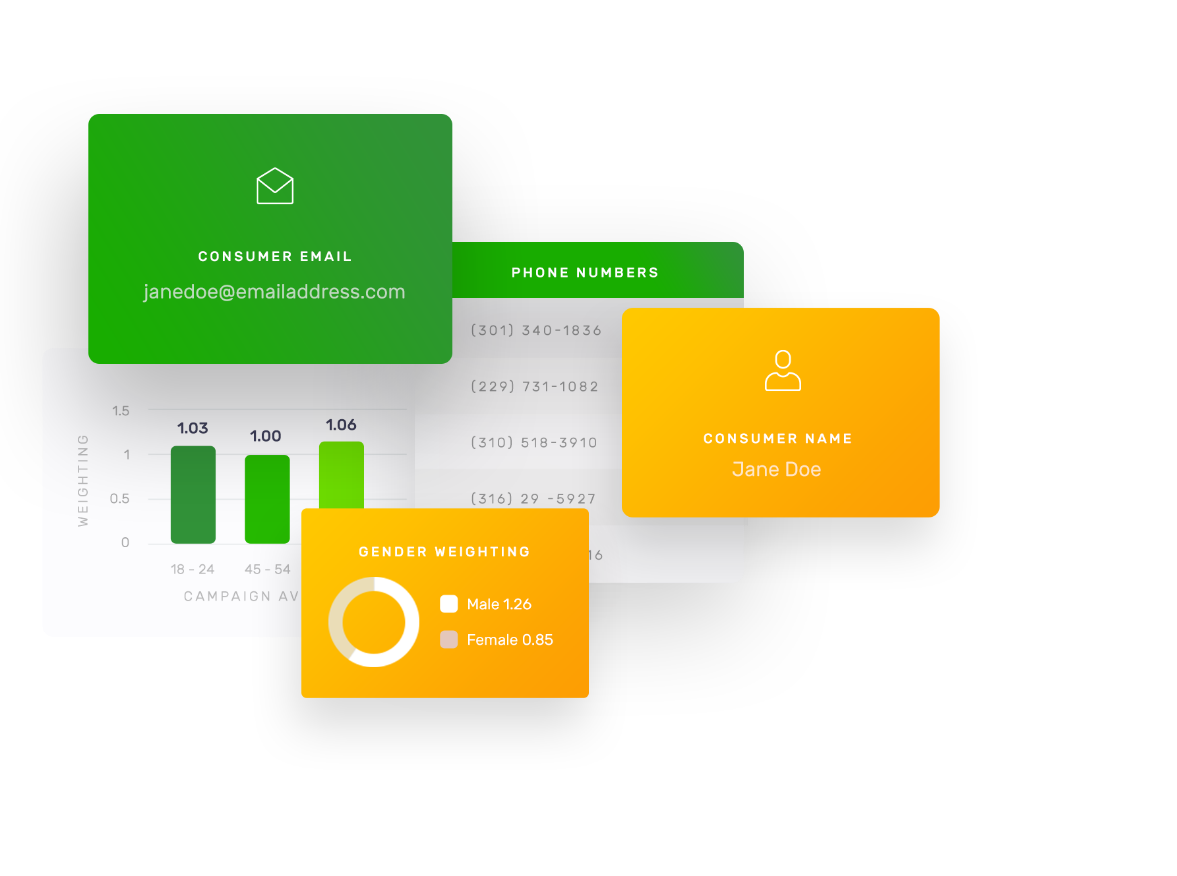 CONSUMER EMAIL
janedoe@emailaddress.com
PHONE NUMBERS
(301) 340-1836
(229) 731-1082
(310) 518-3910
(316) 29 -5927
16
CONSUMER NAME
Jane Doe
WEIGHTING
1.5
1
0.5
0
1.03
1.00
1.06
18 - 24
45 - 54
CAMPAIGN AV
GENDER WEIGHTING
Male 1.26
Female 0.85